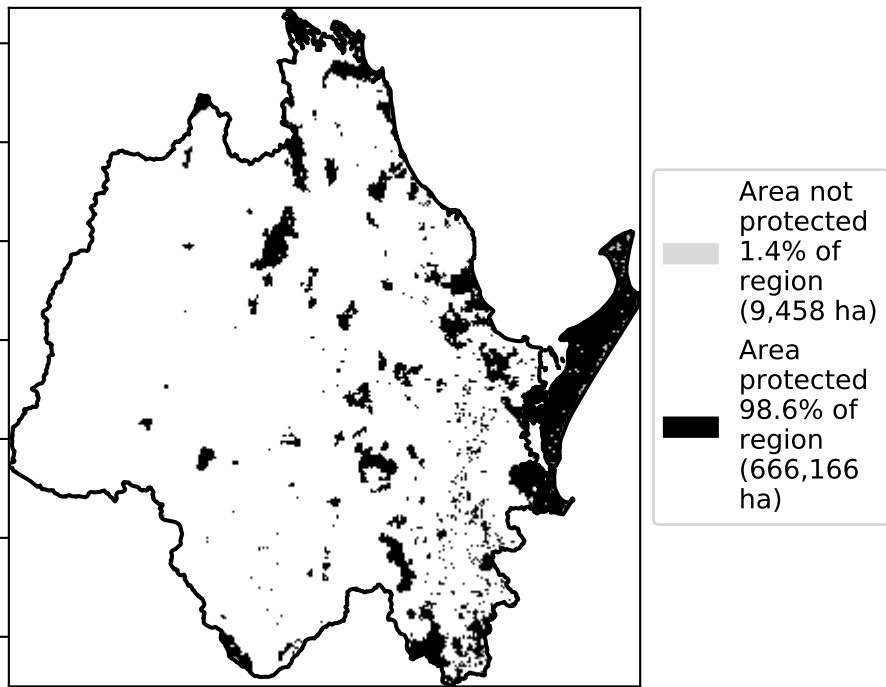 Area not
protected
1.4% of
region
(9,458 ha)
Area
protected
98.6% of
region
(666,166
ha)